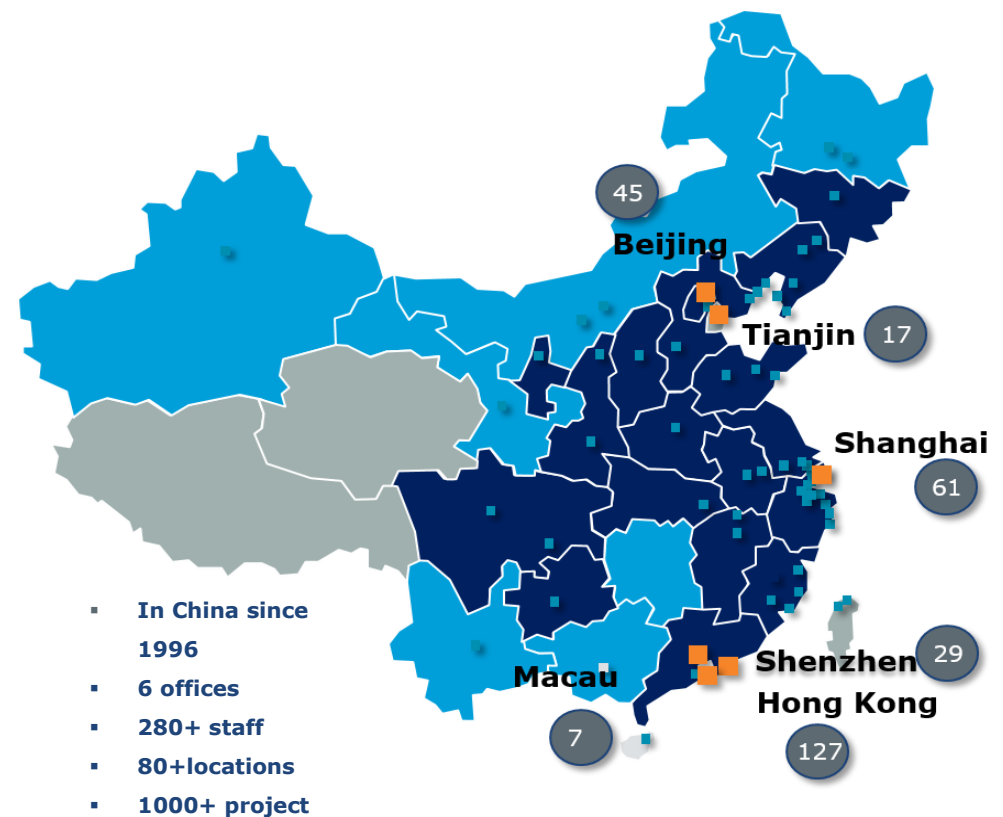 45
Beijing
Tianjin
17
Shanghai
61
Shenzhen
29
Hong Kong
127
Macau
7
▪ In China since
1996
▪ 6 offices
▪ 280+ staff
▪ 80+locations
▪ 1000+ project